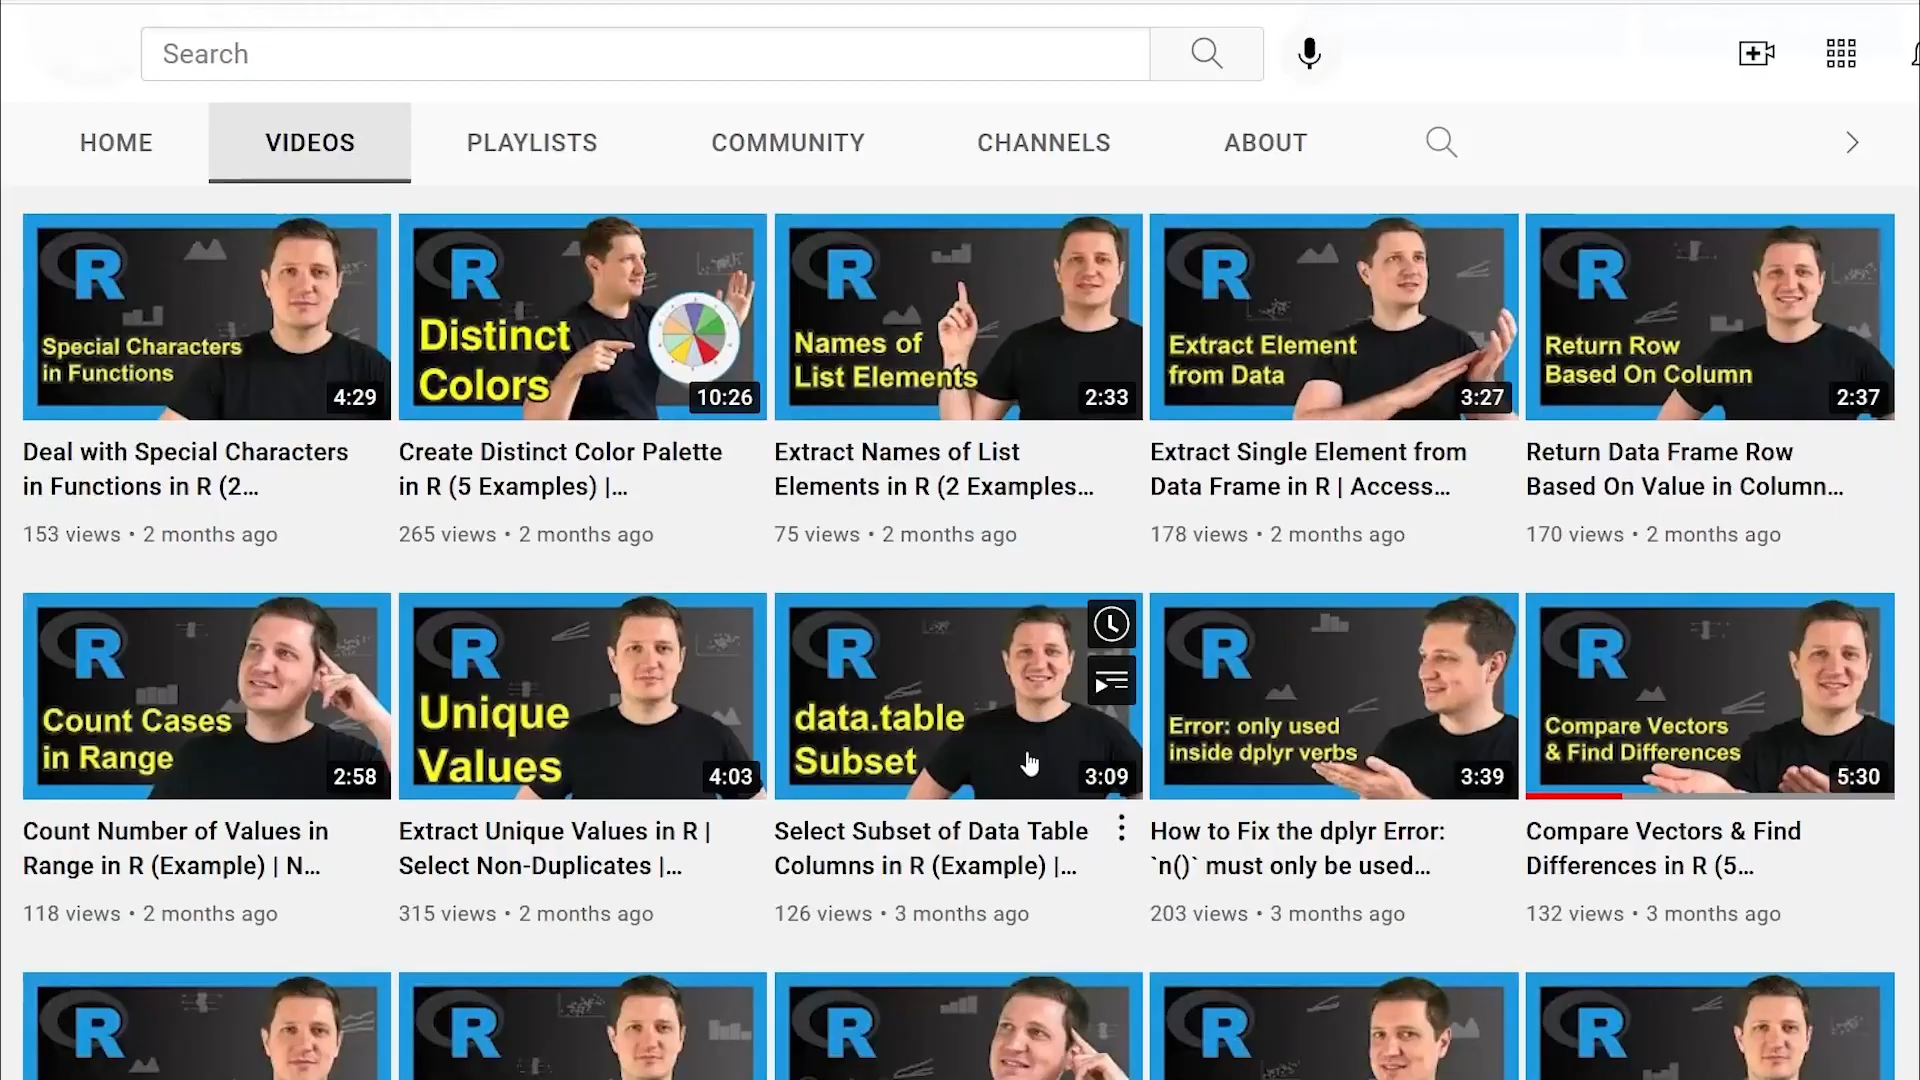 Search
HOME
VIDEOS
PLAYLISTS
COMMUNITY
CHANNELS
ABOUT
R
Special Characters
in Functions
4:29
R
Distinct
Colors
10:26
R
Names of
List Elements
2:33
R
Extract Element
from Data
3:27
R
Return Row
Based On Column
2:37
Deal with Special Characters
in Functions in R (2...
153 views • 2 months ago
Create Distinct Color Palette
in R (5 Examples) |...
265 views • 2 months ago
Extract Names of List
Elements in R (2 Examples...
75 views • 2 months ago
Extract Single Element from
Data Frame in R | Access...
178 views • 2 months ago
Return Data Frame Row
Based On Value in Column...
170 views • 2 months ago
R
Count Cases
in Range
2:58
R
Unique
Values
4:03
R
data.table
Subset
3:09
R
Error: only used
inside dplyr verbs
3:39
R
Compare Vectors
& Find Differences
5:30
Count Number of Values in
Range in R (Example) | N...
118 views • 2 months ago
Extract Unique Values in R |
Select Non-Duplicates |...
315 views • 2 months ago
Select Subset of Data Table
Columns in R (Example) |...
126 views • 3 months ago
How to Fix the dplyr Error:
`n()` must only be used...
203 views • 3 months ago
Compare Vectors & Find
Differences in R (5...
132 views • 3 months ago
R
R
R
R
R